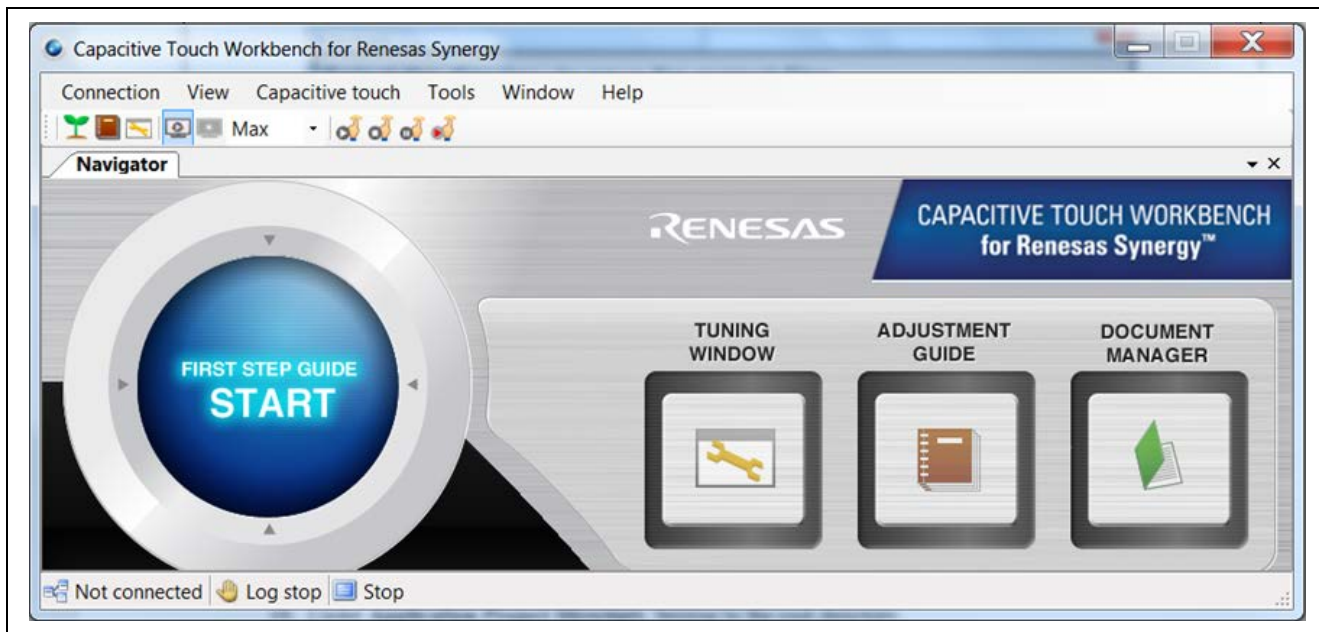 Capacitive Touch Workbench for Renesas Synergy
Connection View Capacitive touch Tools Window Help
Max
Navigator
RENESAS
CAPACITIVE TOUCH WORKBENCH
for Renesas Synergy™
FIRST STEP GUIDE
START
TUNING
WINDOW
ADJUSTMENT
GUIDE
DOCUMENT
MANAGER
Not connected Log stop Stop